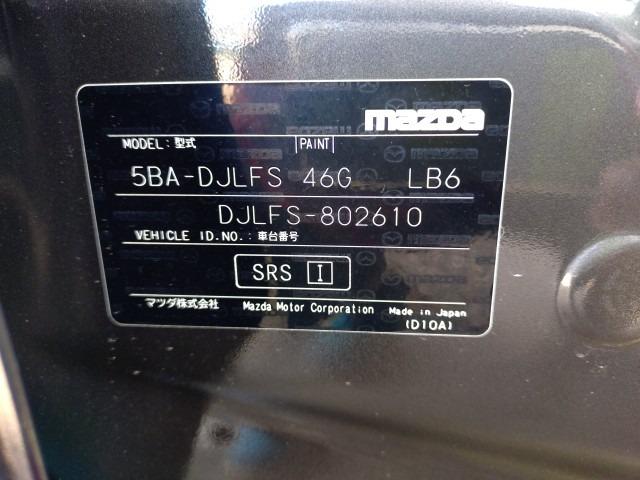 mazda
MODEL: 型式 |PAINT|
5BA-DJLFS 46G LB6
DJLFS-802610
VEHICLE ID.NO.: 車台番号
SRS I
マツダ株式会社 Mazda Motor Corporation Made in Japan
(D10A)